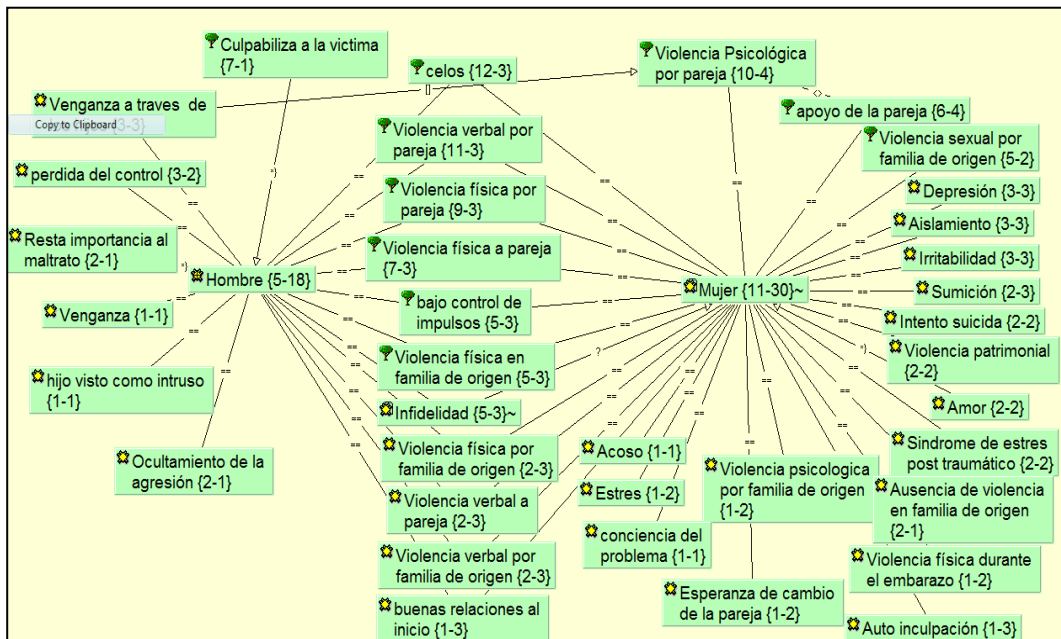 Culpabiliza a la victima
{7-1}
celos {12-3}
Violencia Psicológica
por pareja {10-4}
Venganza a traves de
Copy to Clipboard
apoyo de la pareja {6-4}
Violencia verbal por
pareja {11-3}
Violencia sexual por
familia de origen
{5-2}
perdida del control {3-2}
Violencia física por
pareja {9-3}
Depresión {3-3}
Aislamiento {3-3}
Resta importancia al
maltrato {2-1}
Violencia física a pareja
{7-3}
Irritabilidad {3-3}
Hombre {5-18}
Mujer {11-30}~
Sumición {2-3}
Venganza {1-1}
bajo control de
impulsos {5-3}
Intento suicida {2-2}
Violencia patrimonial
{2-2}
hijo visto como intruso
{1-1}
Violencia física en
familia de origen {5-3}
Amor {2-2}
Infidelidad {5-3}~
Ocultamiento de la
agresión {2-1}
Violencia física por
familia de origen {2-3}
Acoso {1-1}
Sindrome de estres
post traumático {2-2}
Violencia psicologica
por familia de origen
{1-2}
Estres {1-2}
Violencia verbal a
pareja {2-3}
Ausencia de violencia
en familia de origen
{2-1}
conciencia del
problema {1-1}
Violencia verbal por
familia de origen {2-3}
Violencia física durante
el embarazo {1-2}
Esperanza de cambio
de la pareja {1-2}
buenas relaciones al
inicio {1-3}
Auto inculpación {1-3}